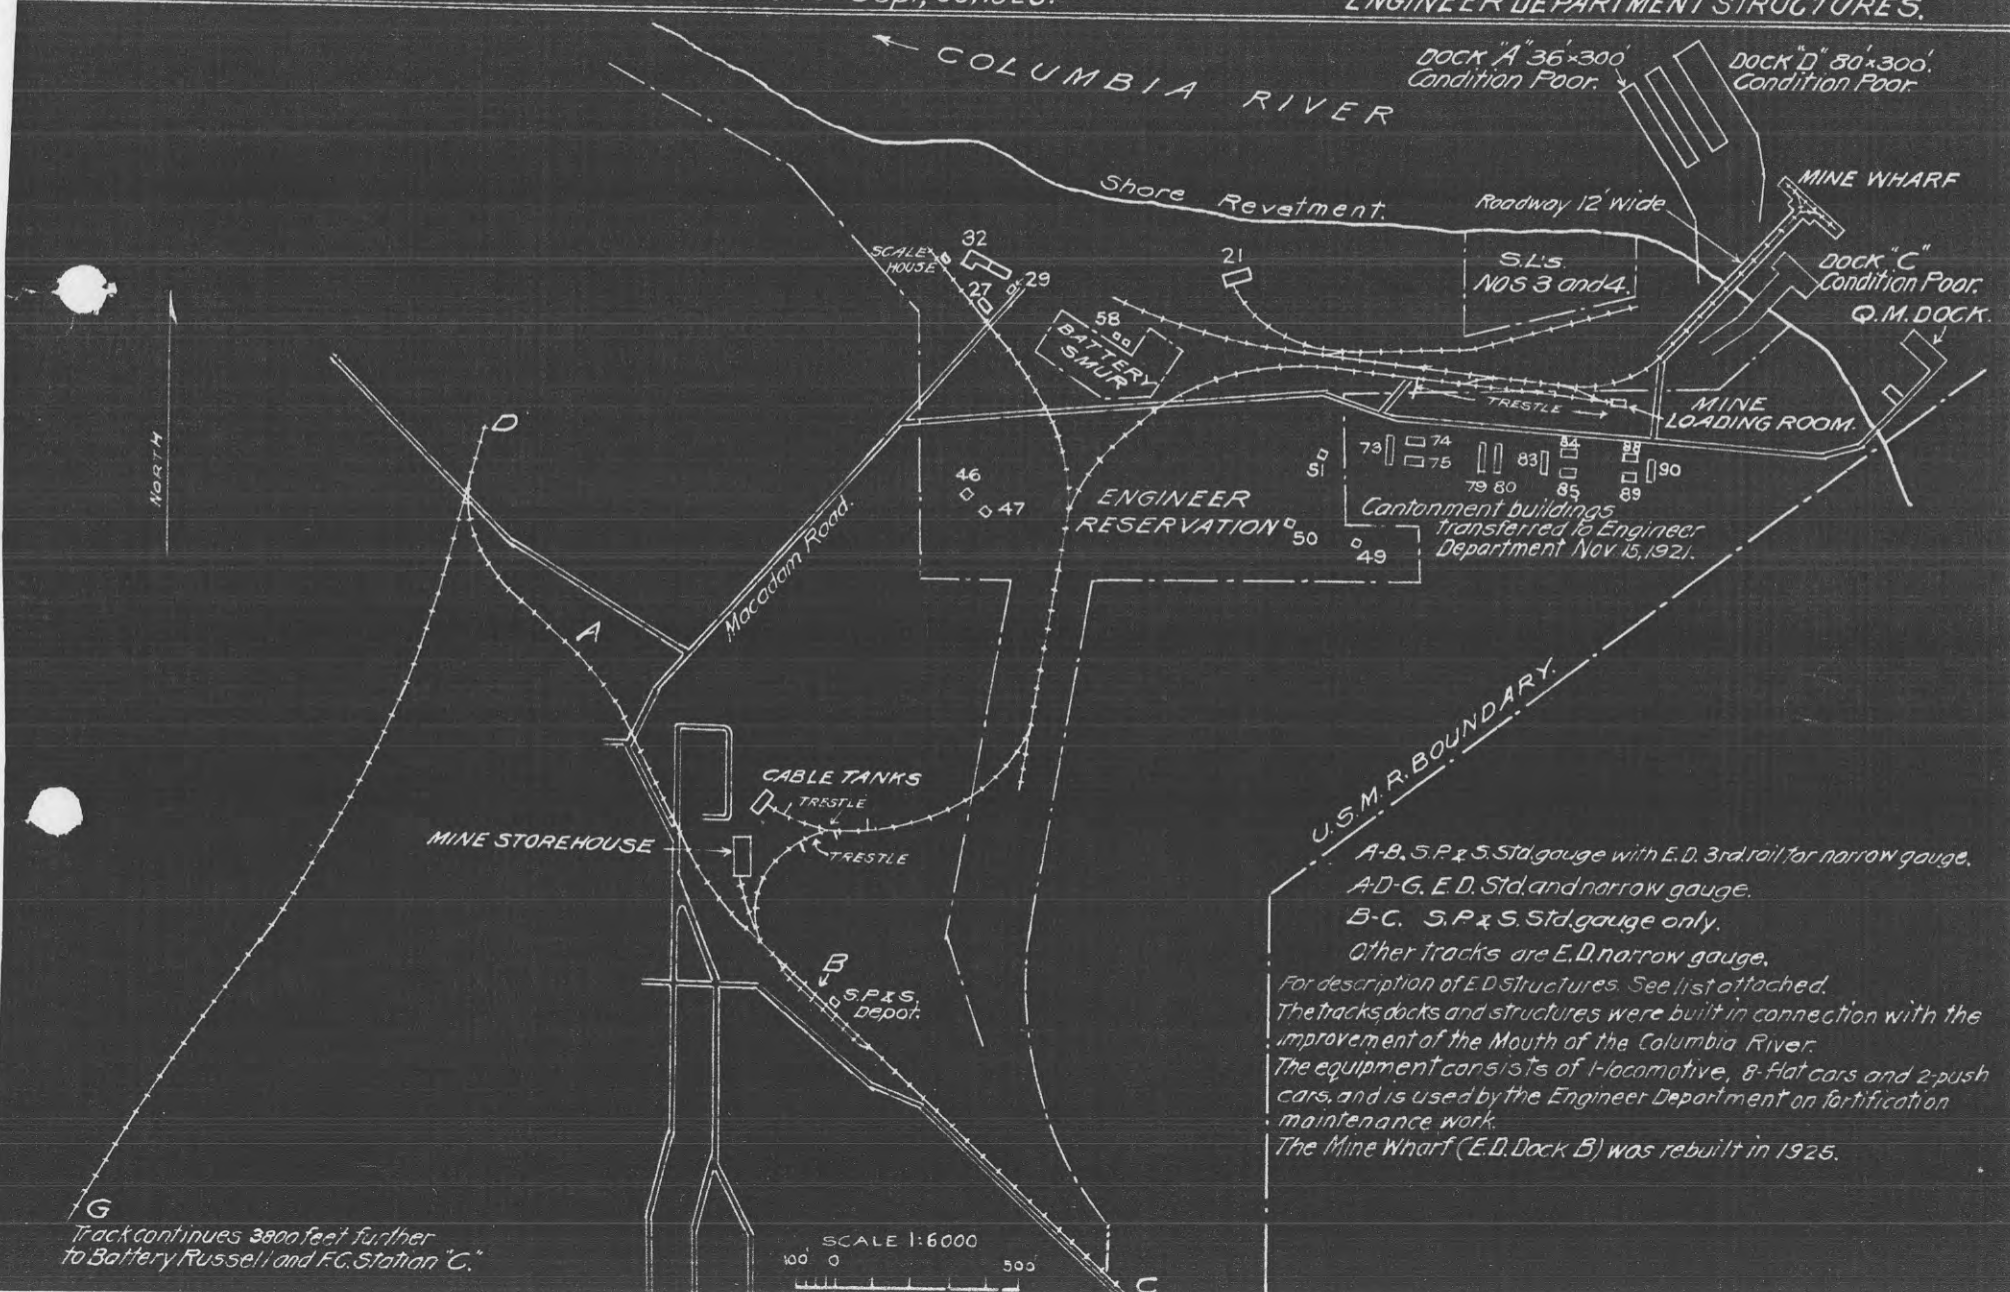 ENGINEER DEPARTMENT STRUCTURES.
COLUMBIA RIVER
DOCK "A" 36'×300'
Condition Poor.
DOCK "D" 80'×300'.
Condition Poor.
MINE WHARF
Shore Revetment.
Roadway 12' wide
SCALE
HOUSE
32
29
27
21
S.L's.
NOS 3 and 4.
DOCK "C"
Condition Poor.
Q.M. DOCK.
58
BATTERY
SMUR
TRESTLE
MINE
LOADING ROOM.
NORTH
D
73
74
75
79
80
83
84
85
88
89
90
51
46
47
ENGINEER
RESERVATION
50
49
Cantonment buildings
transferred to Engineer
Department Nov. 15, 1921.
Macadam Road.
A
U.S.M.R. BOUNDARY.
CABLE TANKS
TRESTLE
MINE STOREHOUSE
TRESTLE
B
S.P.& S.
Depot.
A-B. S.P.& S. Std. gauge with E.D. 3rd. rail for narrow gauge.
A-D-G. E.D. Std. and narrow gauge.
B-C. S.P.& S. Std. gauge only.
Other tracks are E.D. narrow gauge.
For description of E.D structures. See list attached.
The tracks, docks and structures were built in connection with the
improvement of the Mouth of the Columbia River.
The equipment consists of 1-locomotive, 8-flat cars and 2-push
cars, and is used by the Engineer Department on fortification
maintenance work.
The Mine Wharf (E.D. Dock B) was rebuilt in 1925.
G
Track continues 3800 feet further
to Battery Russell and F.C. Station "C."
SCALE 1:6000
100' 0 500'
C